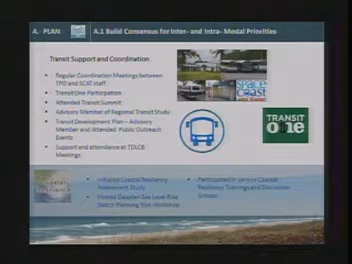 A. PLAN
A.1 Build Consensus for Inter- and Intra- Modal Priorities
Transit Support and Coordination:
Regular Coordination Meetings between
TPO and SCAT staff
Transit One Participation
Attended Transit Summit
Advisory Member of Regional Transit Study
Transit Development Plan – Advisory
Member and Attended Public Outreach
Events
Support and attendance at TDLCB
Meetings
space
coast
TRANSIT
one
Initiated Coastal Resiliency
Assessment Study
Hosted Sea Level Rise
Sketch Planning Tool Workshop
Participated in various Coastal
Resiliency Trainings and Discussion
Groups